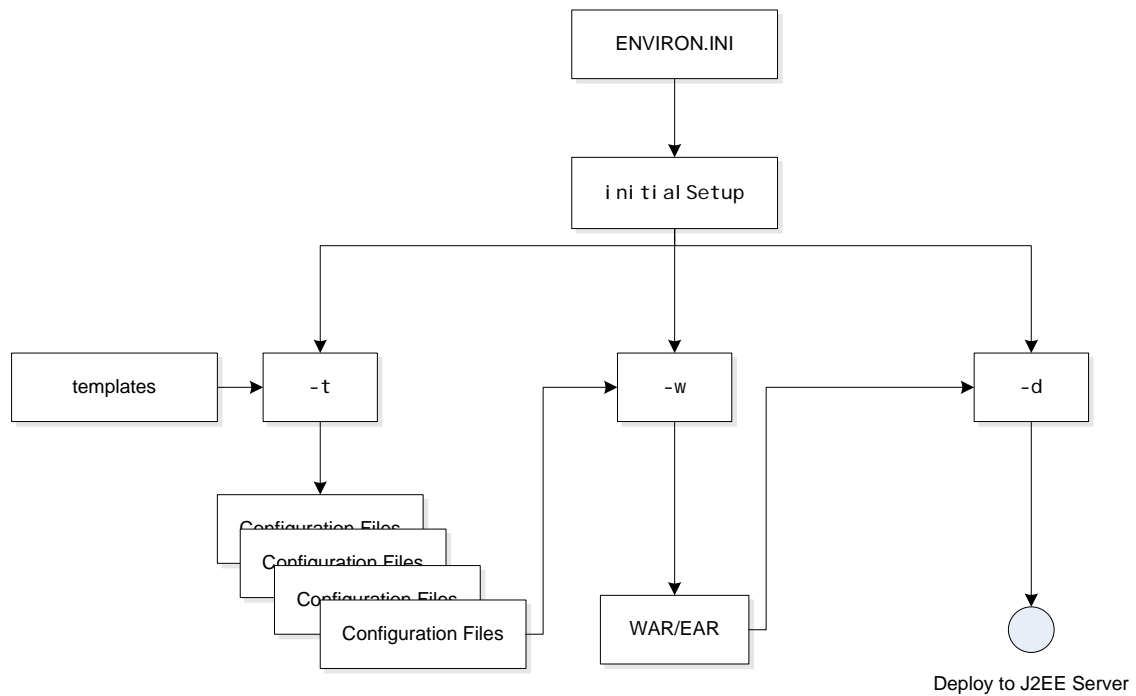 ENVIRON.INI
initialSetup
templates
-t
-w
-d
Configuration Files
Configuration Files
Configuration Files
Configuration Files
WAR/EAR
Deploy to J2EE Server